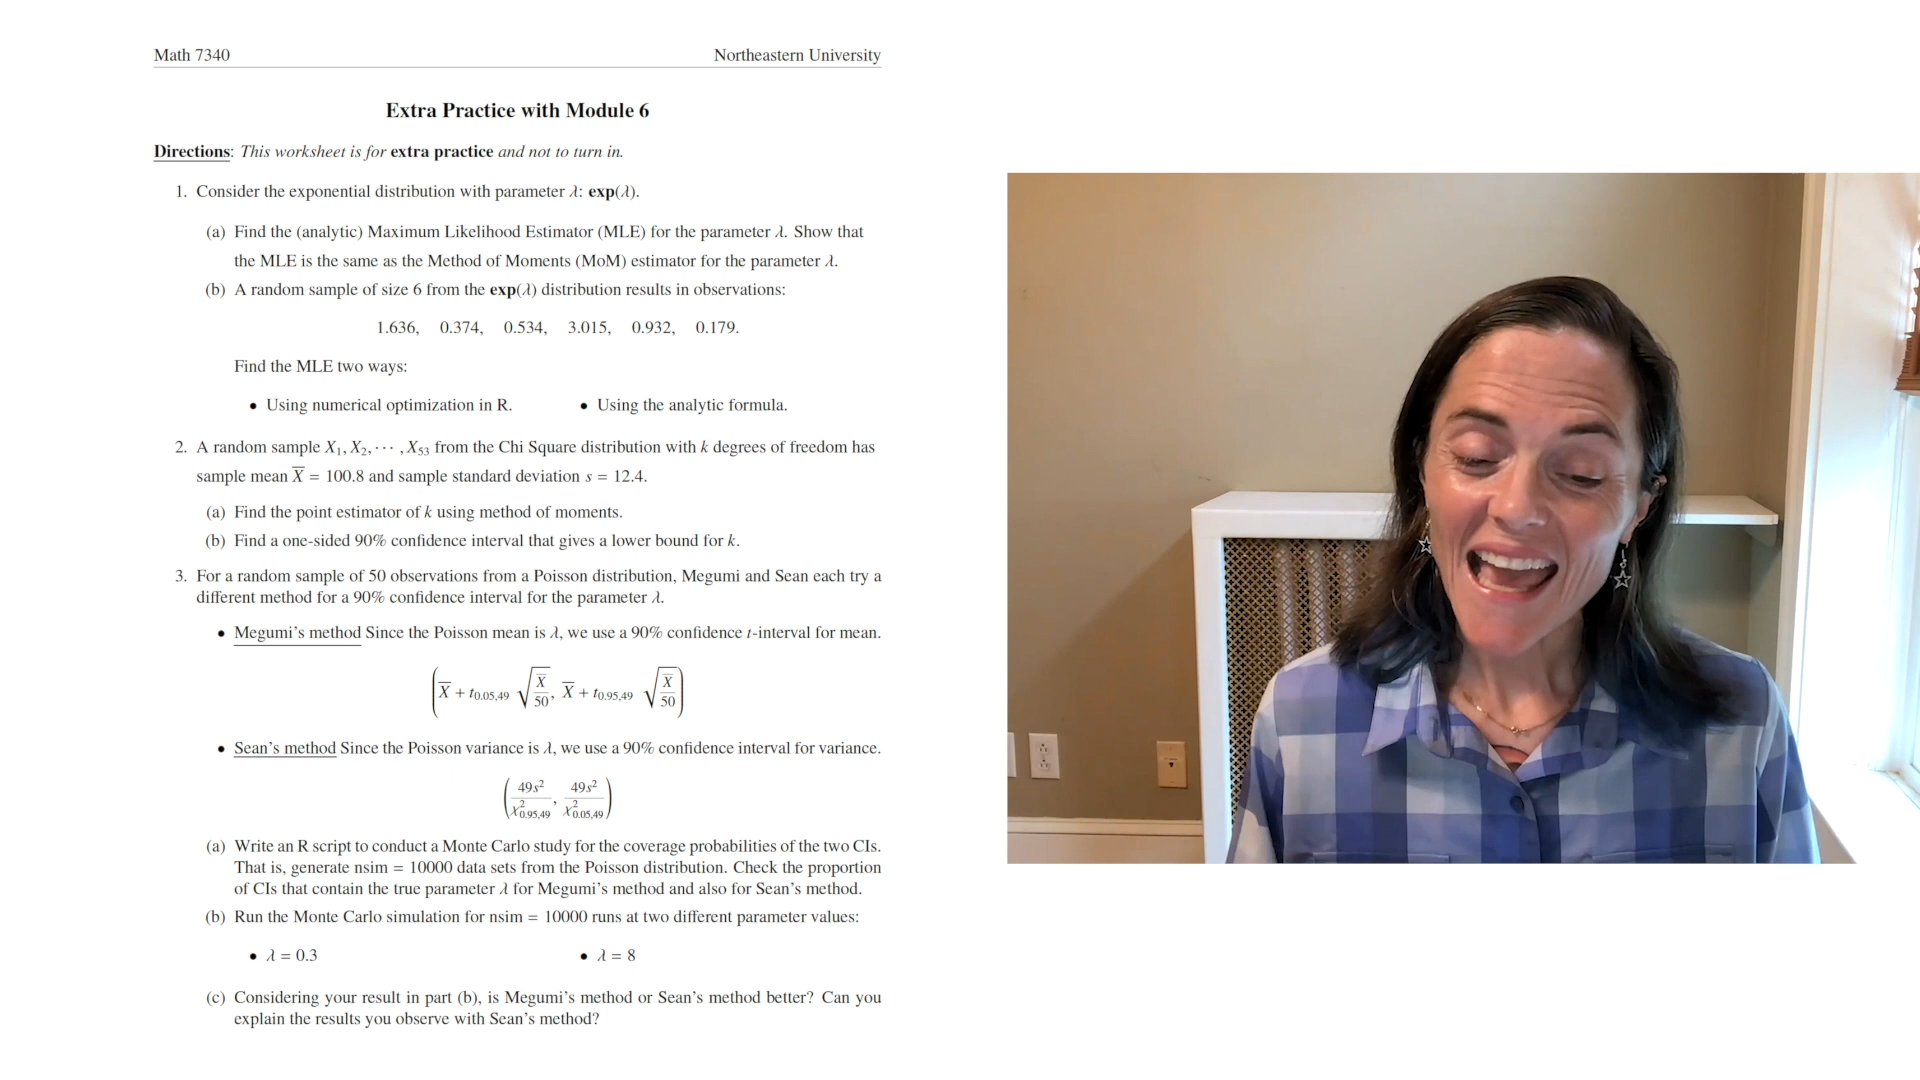 Math 7340 Northeastern University
Extra Practice with Module 6
Directions: This worksheet is for extra practice and not to turn in.
1. Consider the exponential distribution with parameter λ: exp(λ).
(a) Find the (analytic) Maximum Likelihood Estimator (MLE) for the parameter λ. Show that
the MLE is the same as the Method of Moments (MoM) estimator for the parameter λ.
(b) A random sample of size 6 from the exp(λ) distribution results in observations:
1.636, 0.374, 0.534, 3.015, 0.932, 0.179.
Find the MLE two ways:
• Using numerical optimization in R. • Using the analytic formula.
2. A random sample X₁, X₂, ⋯ , X₅₃ from the Chi Square distribution with k degrees of freedom has
sample mean X̅ = 100.8 and sample standard deviation s = 12.4.
(a) Find the point estimator of k using method of moments.
(b) Find a one-sided 90% confidence interval that gives a lower bound for k.
3. For a random sample of 50 observations from a Poisson distribution, Megumi and Sean each try a
different method for a 90% confidence interval for the parameter λ.
• Megumi's method Since the Poisson mean is λ, we use a 90% confidence t-interval for mean.
(X̅ + t_{0.05,49} √(X̅/50), X̅ + t_{0.95,49} √(X̅/50))
• Sean's method Since the Poisson variance is λ, we use a 90% confidence interval for variance.
(49s²/χ²_{0.95,49}, 49s²/χ²_{0.05,49})
(a) Write an R script to conduct a Monte Carlo study for the coverage probabilities of the two CIs.
That is, generate nsim = 10000 data sets from the Poisson distribution. Check the proportion
of CIs that contain the true parameter λ for Megumi's method and also for Sean's method.
(b) Run the Monte Carlo simulation for nsim = 10000 runs at two different parameter values:
• λ = 0.3 • λ = 8
(c) Considering your result in part (b), is Megumi's method or Sean's method better? Can you
explain the results you observe with Sean's method?